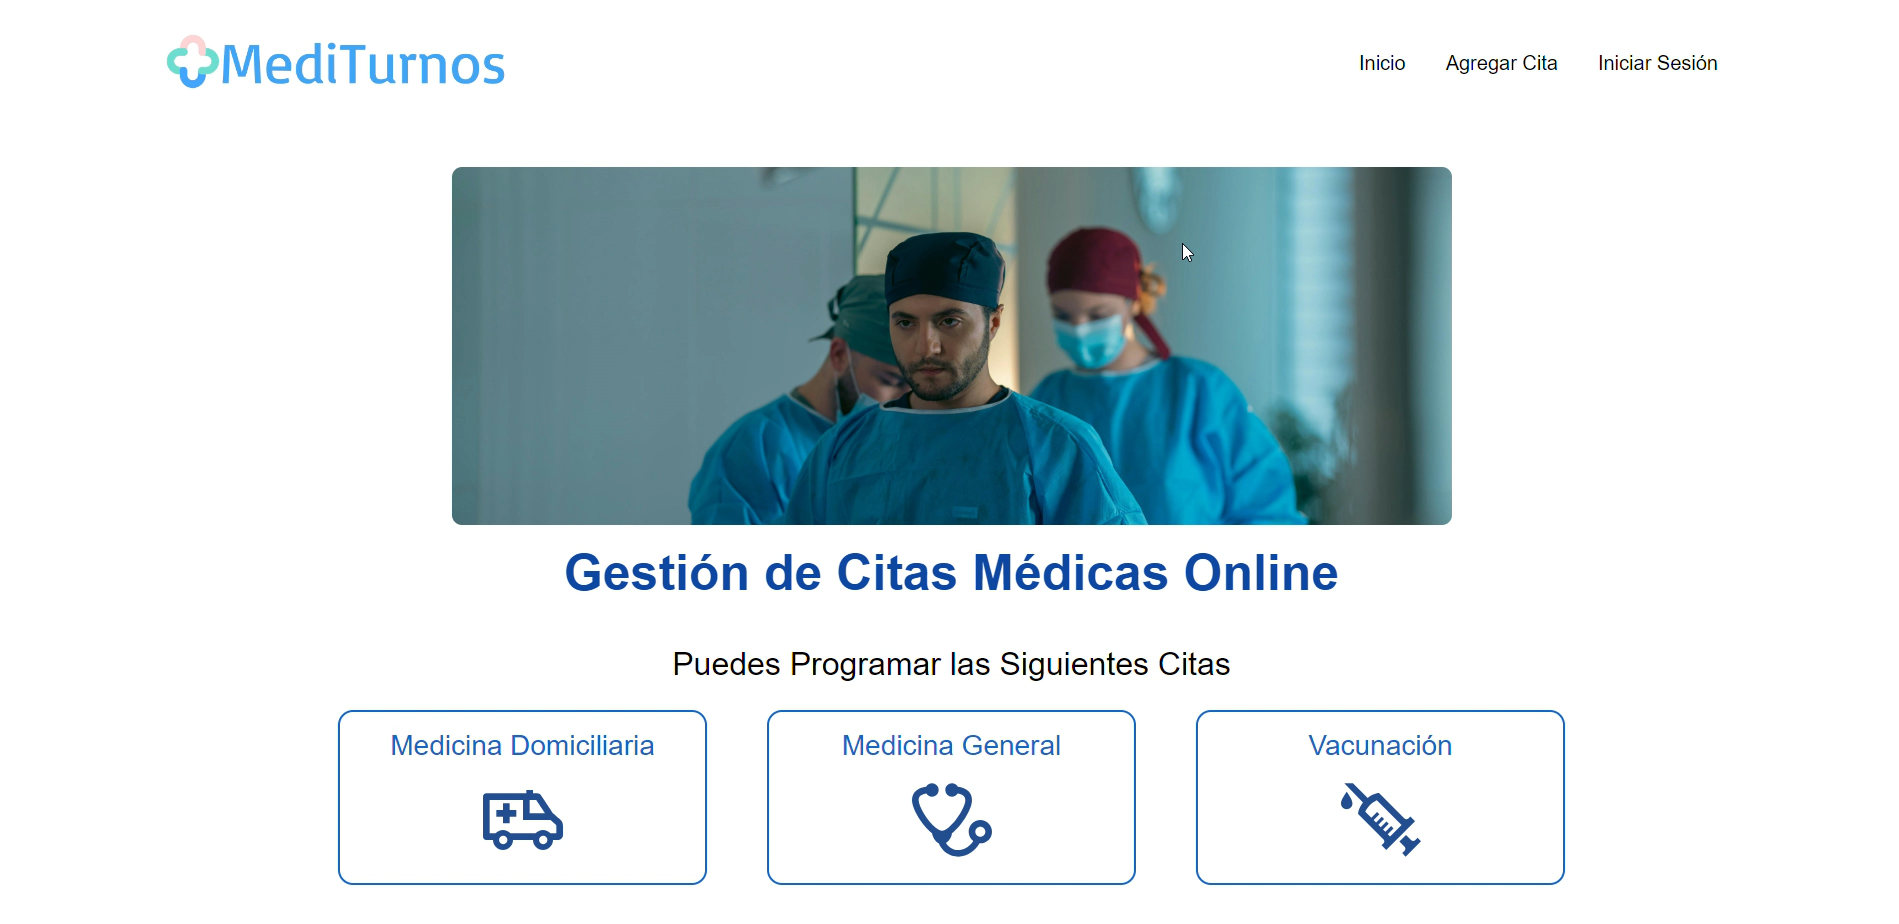 MediTurnos
Inicio Agregar Cita Iniciar Sesión
Gestión de Citas Médicas Online
Puedes Programar las Siguientes Citas
Medicina Domiciliaria
Medicina General
Vacunación